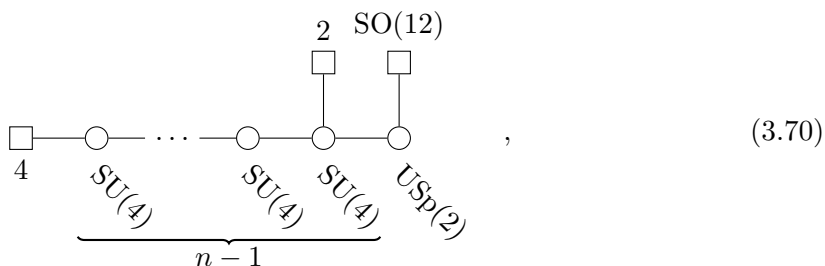 2 SO(12)
⋯ , (3.70)
4 SU(4) SU(4) SU(4) USp(2)
n − 1